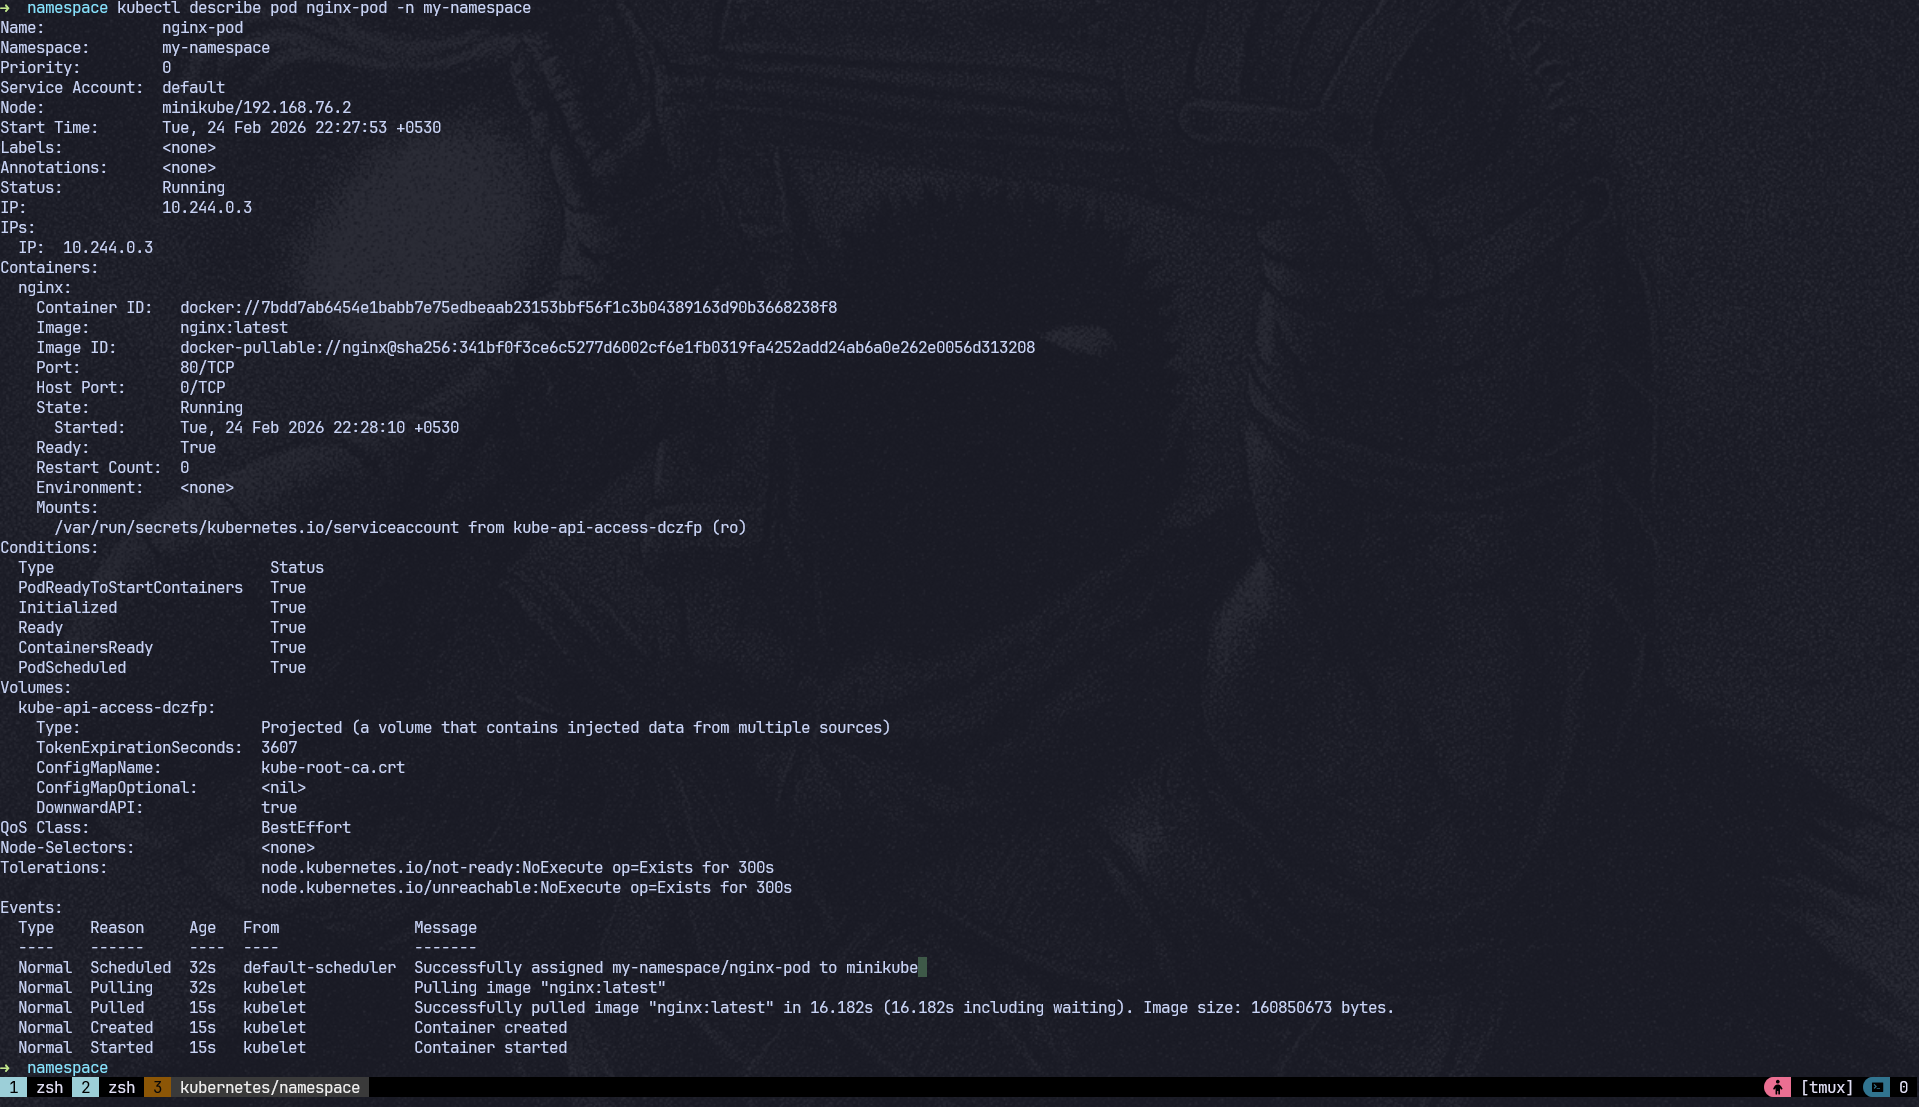 ➜  namespace kubectl describe pod nginx-pod -n my-namespace
Name:             nginx-pod
Namespace:        my-namespace
Priority:         0
Service Account:  default
Node:             minikube/192.168.76.2
Start Time:       Tue, 24 Feb 2026 22:27:53 +0530
Labels:           <none>
Annotations:      <none>
Status:           Running
IP:               10.244.0.3
IPs:
  IP:  10.244.0.3
Containers:
  nginx:
    Container ID:   docker://7bdd7ab6454e1babb7e75edbeaab23153bbf56f1c3b04389163d90b3668238f8
    Image:          nginx:latest
    Image ID:       docker-pullable://nginx@sha256:341bf0f3ce6c5277d6002cf6e1fb0319fa4252add24ab6a0e262e0056d313208
    Port:           80/TCP
    Host Port:      0/TCP
    State:          Running
      Started:      Tue, 24 Feb 2026 22:28:10 +0530
    Ready:          True
    Restart Count:  0
    Environment:    <none>
    Mounts:
      /var/run/secrets/kubernetes.io/serviceaccount from kube-api-access-dczfp (ro)
Conditions:
  Type                        Status
  PodReadyToStartContainers   True
  Initialized                 True
  Ready                       True
  ContainersReady             True
  PodScheduled                True
Volumes:
  kube-api-access-dczfp:
    Type:                    Projected (a volume that contains injected data from multiple sources)
    TokenExpirationSeconds:  3607
    ConfigMapName:           kube-root-ca.crt
    ConfigMapOptional:       <nil>
    DownwardAPI:             true
QoS Class:                   BestEffort
Node-Selectors:              <none>
Tolerations:                 node.kubernetes.io/not-ready:NoExecute op=Exists for 300s
                             node.kubernetes.io/unreachable:NoExecute op=Exists for 300s
Events:
  Type    Reason     Age   From               Message
  ----    ------     ----  ----               -------
  Normal  Scheduled  32s   default-scheduler  Successfully assigned my-namespace/nginx-pod to minikube
  Normal  Pulling    32s   kubelet            Pulling image "nginx:latest"
  Normal  Pulled     15s   kubelet            Successfully pulled image "nginx:latest" in 16.182s (16.182s including waiting). Image size: 160850673 bytes.
  Normal  Created    15s   kubelet            Container created
  Normal  Started    15s   kubelet            Container started
➜  namespace
1 zsh 2 zsh 3 kubernetes/namespace [tmux] 0